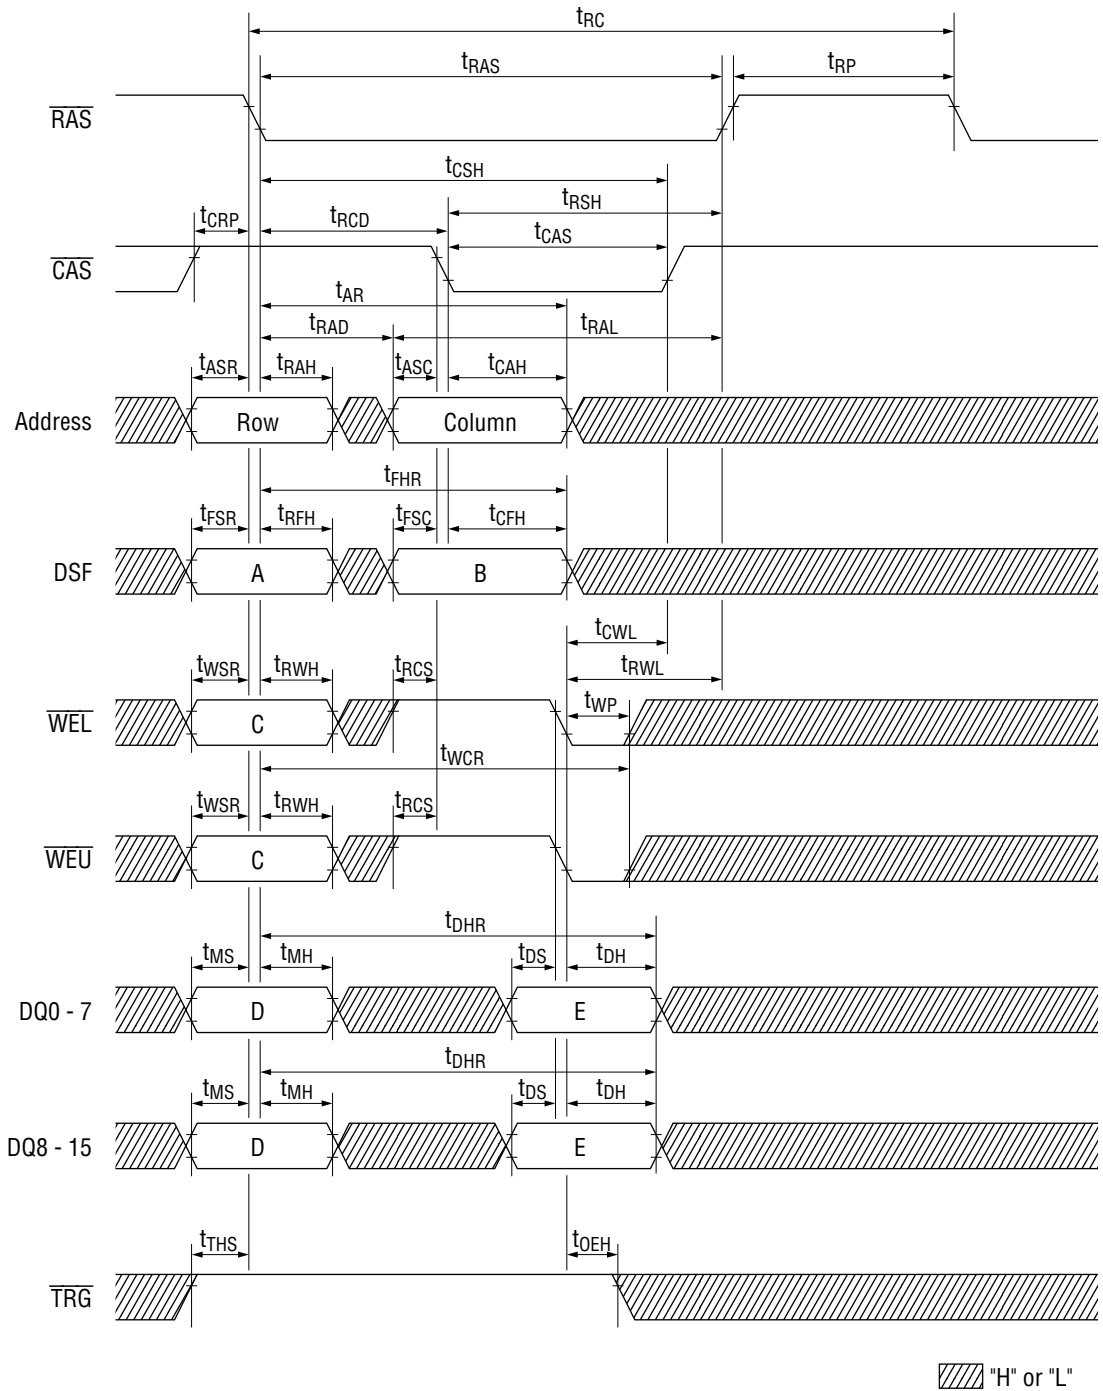 tRC
tRAS tRP
RAS
tCSH
tRSH
tCRP tRCD tCAS
CAS
tAR
tRAD tRAL
tASR tRAH tASC tCAH
Address Row Column
tFHR
tFSR tRFH tFSC tCFH
DSF A B
tCWL
tWSR tRWH tRCS tRWL
tWP
WEL C
tWCR
tWSR tRWH tRCS
WEU C
tDHR
tMS tMH tDS tDH
DQ0 - 7 D E
tDHR
tMS tMH tDS tDH
DQ8 - 15 D E
tTHS tOEH
TRG
"H" or "L"